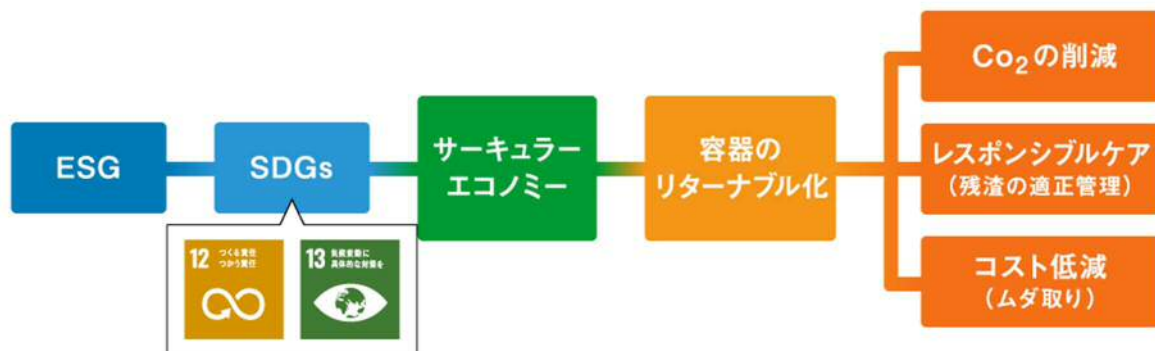 ESG
SDGs
12 つくる責任
つかう責任
13 気候変動に
具体的な対策を
サーキュラー
エコノミー
容器の
リターナブル化
Co₂の削減
レスポンシブルケア
(残渣の適正管理)
コスト低減
(ムダ取り)